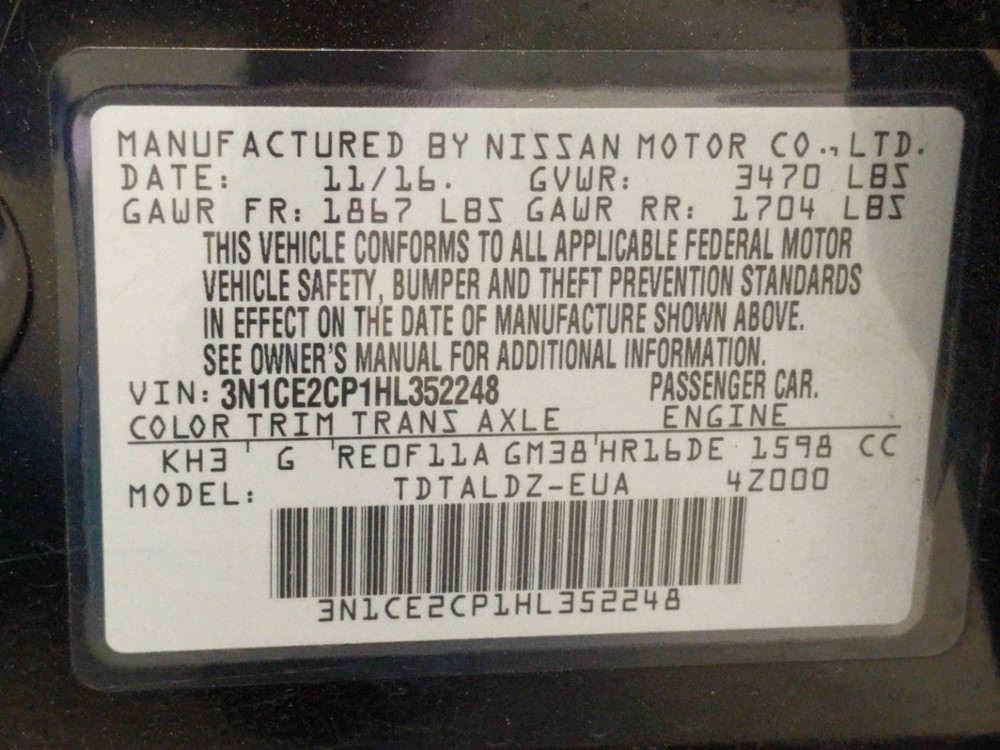 MANUFACTURED BY NISSAN MOTOR CO., LTD.
DATE: 11/16. GVWR: 3470 LBS
GAWR FR: 1867 LBS GAWR RR: 1704 LBS
THIS VEHICLE CONFORMS TO ALL APPLICABLE FEDERAL MOTOR
VEHICLE SAFETY, BUMPER AND THEFT PREVENTION STANDARDS
IN EFFECT ON THE DATE OF MANUFACTURE SHOWN ABOVE.
SEE OWNER'S MANUAL FOR ADDITIONAL INFORMATION.
VIN: 3N1CE2CP1HL352248 PASSENGER CAR.
COLOR TRIM TRANS AXLE ENGINE
KH3 ' G 'RE0F11A GM38'HR16DE 1598 CC
MODEL: TDTALDZ-EUA 4Z000
3N1CE2CP1HL352248